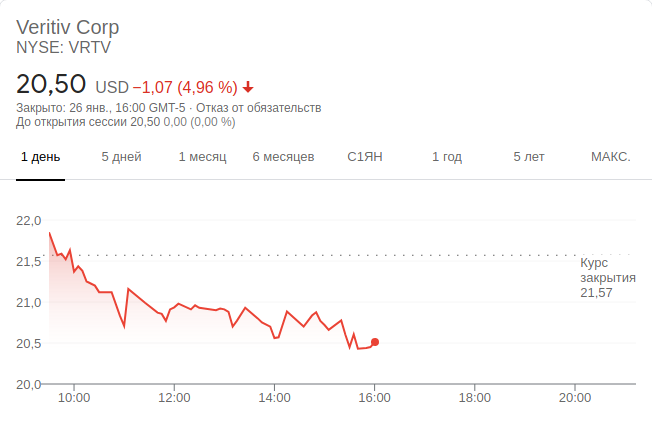 Veritiv Corp
NYSE: VRTV
20,50 USD −1,07 (4,96 %)
Закрыто: 26 янв., 16:00 GMT-5 · Отказ от обязательств
До открытия сессии 20,50 0,00 (0,00 %)
1 день 5 дней 1 месяц 6 месяцев С1ЯН 1 год 5 лет МАКС.
22,0
21,5
Курс
закрытия
21,57
21,0
20,5
20,0
10:00 12:00 14:00 16:00 18:00 20:00